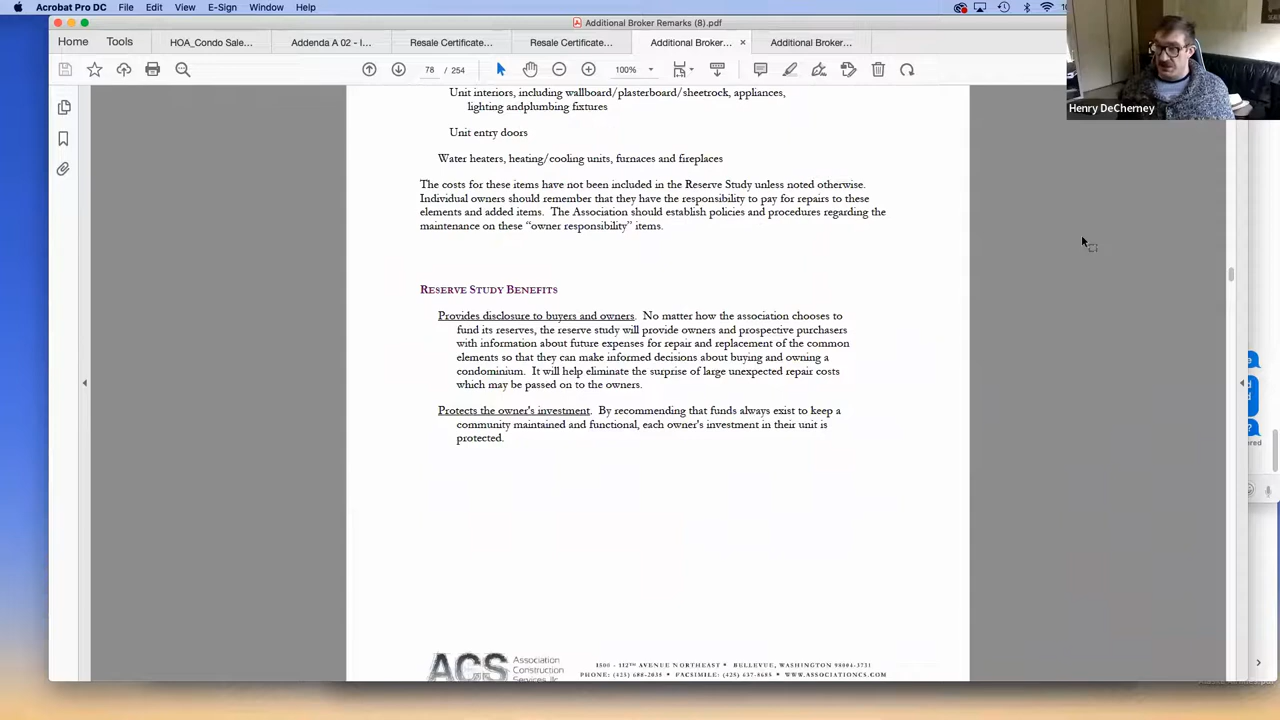 Acrobat Pro DC File Edit View E-Sign Window Help
Additional Broker Remarks (8).pdf
Home Tools HOA_Condo Sale... Addenda A 02 - I... Resale Certificate... Resale Certificate... Additional Broker... × Additional Broker...
78 / 254 100%
Henry DeCherney
Unit interiors, including wallboard/plasterboard/sheetrock, appliances,
lighting andplumbing fixtures
Unit entry doors
Water heaters, heating/cooling units, furnaces and fireplaces
The costs for these items have not been included in the Reserve Study unless noted otherwise.
Individual owners should remember that they have the responsibility to pay for repairs to these
elements and added items. The Association should establish policies and procedures regarding the
maintenance on these “owner responsibility” items.
RESERVE STUDY BENEFITS
Provides disclosure to buyers and owners. No matter how the association chooses to
fund its reserves, the reserve study will provide owners and prospective purchasers
with information about future expenses for repair and replacement of the common
elements so that they can make informed decisions about buying and owning a
condominium. It will help eliminate the surprise of large unexpected repair costs
which may be passed on to the owners.
Protects the owner's investment. By recommending that funds always exist to keep a
community maintained and functional, each owner's investment in their unit is
protected.
ACS Association
Construction
Services, llc
1500 - 112TH AVENUE NORTHEAST • BELLEVUE, WASHINGTON 98004-3731
PHONE: (425) 688-2035 • FACSIMILE: (425) 637-8685 • WWW.ASSOCIATIONCS.COM